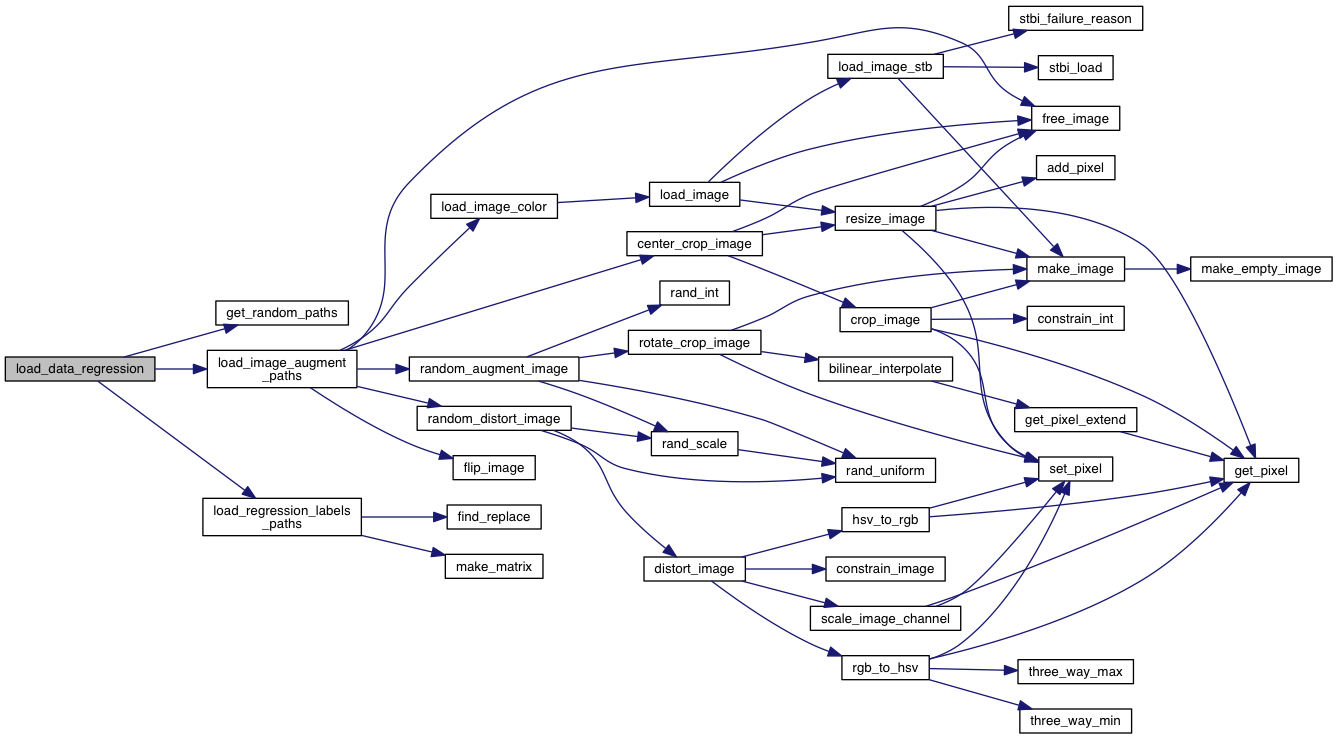 stbi_failure_reason
load_image_stb
stbi_load
free_image
add_pixel
load_image
load_image_color
resize_image
center_crop_image
make_image
make_empty_image
rand_int
get_random_paths
crop_image
constrain_int
rotate_crop_image
load_data_regression
load_image_augment
_paths
random_augment_image
bilinear_interpolate
random_distort_image
get_pixel_extend
rand_scale
flip_image
rand_uniform
set_pixel
get_pixel
load_regression_labels
_paths
find_replace
hsv_to_rgb
make_matrix
distort_image
constrain_image
scale_image_channel
rgb_to_hsv
three_way_max
three_way_min